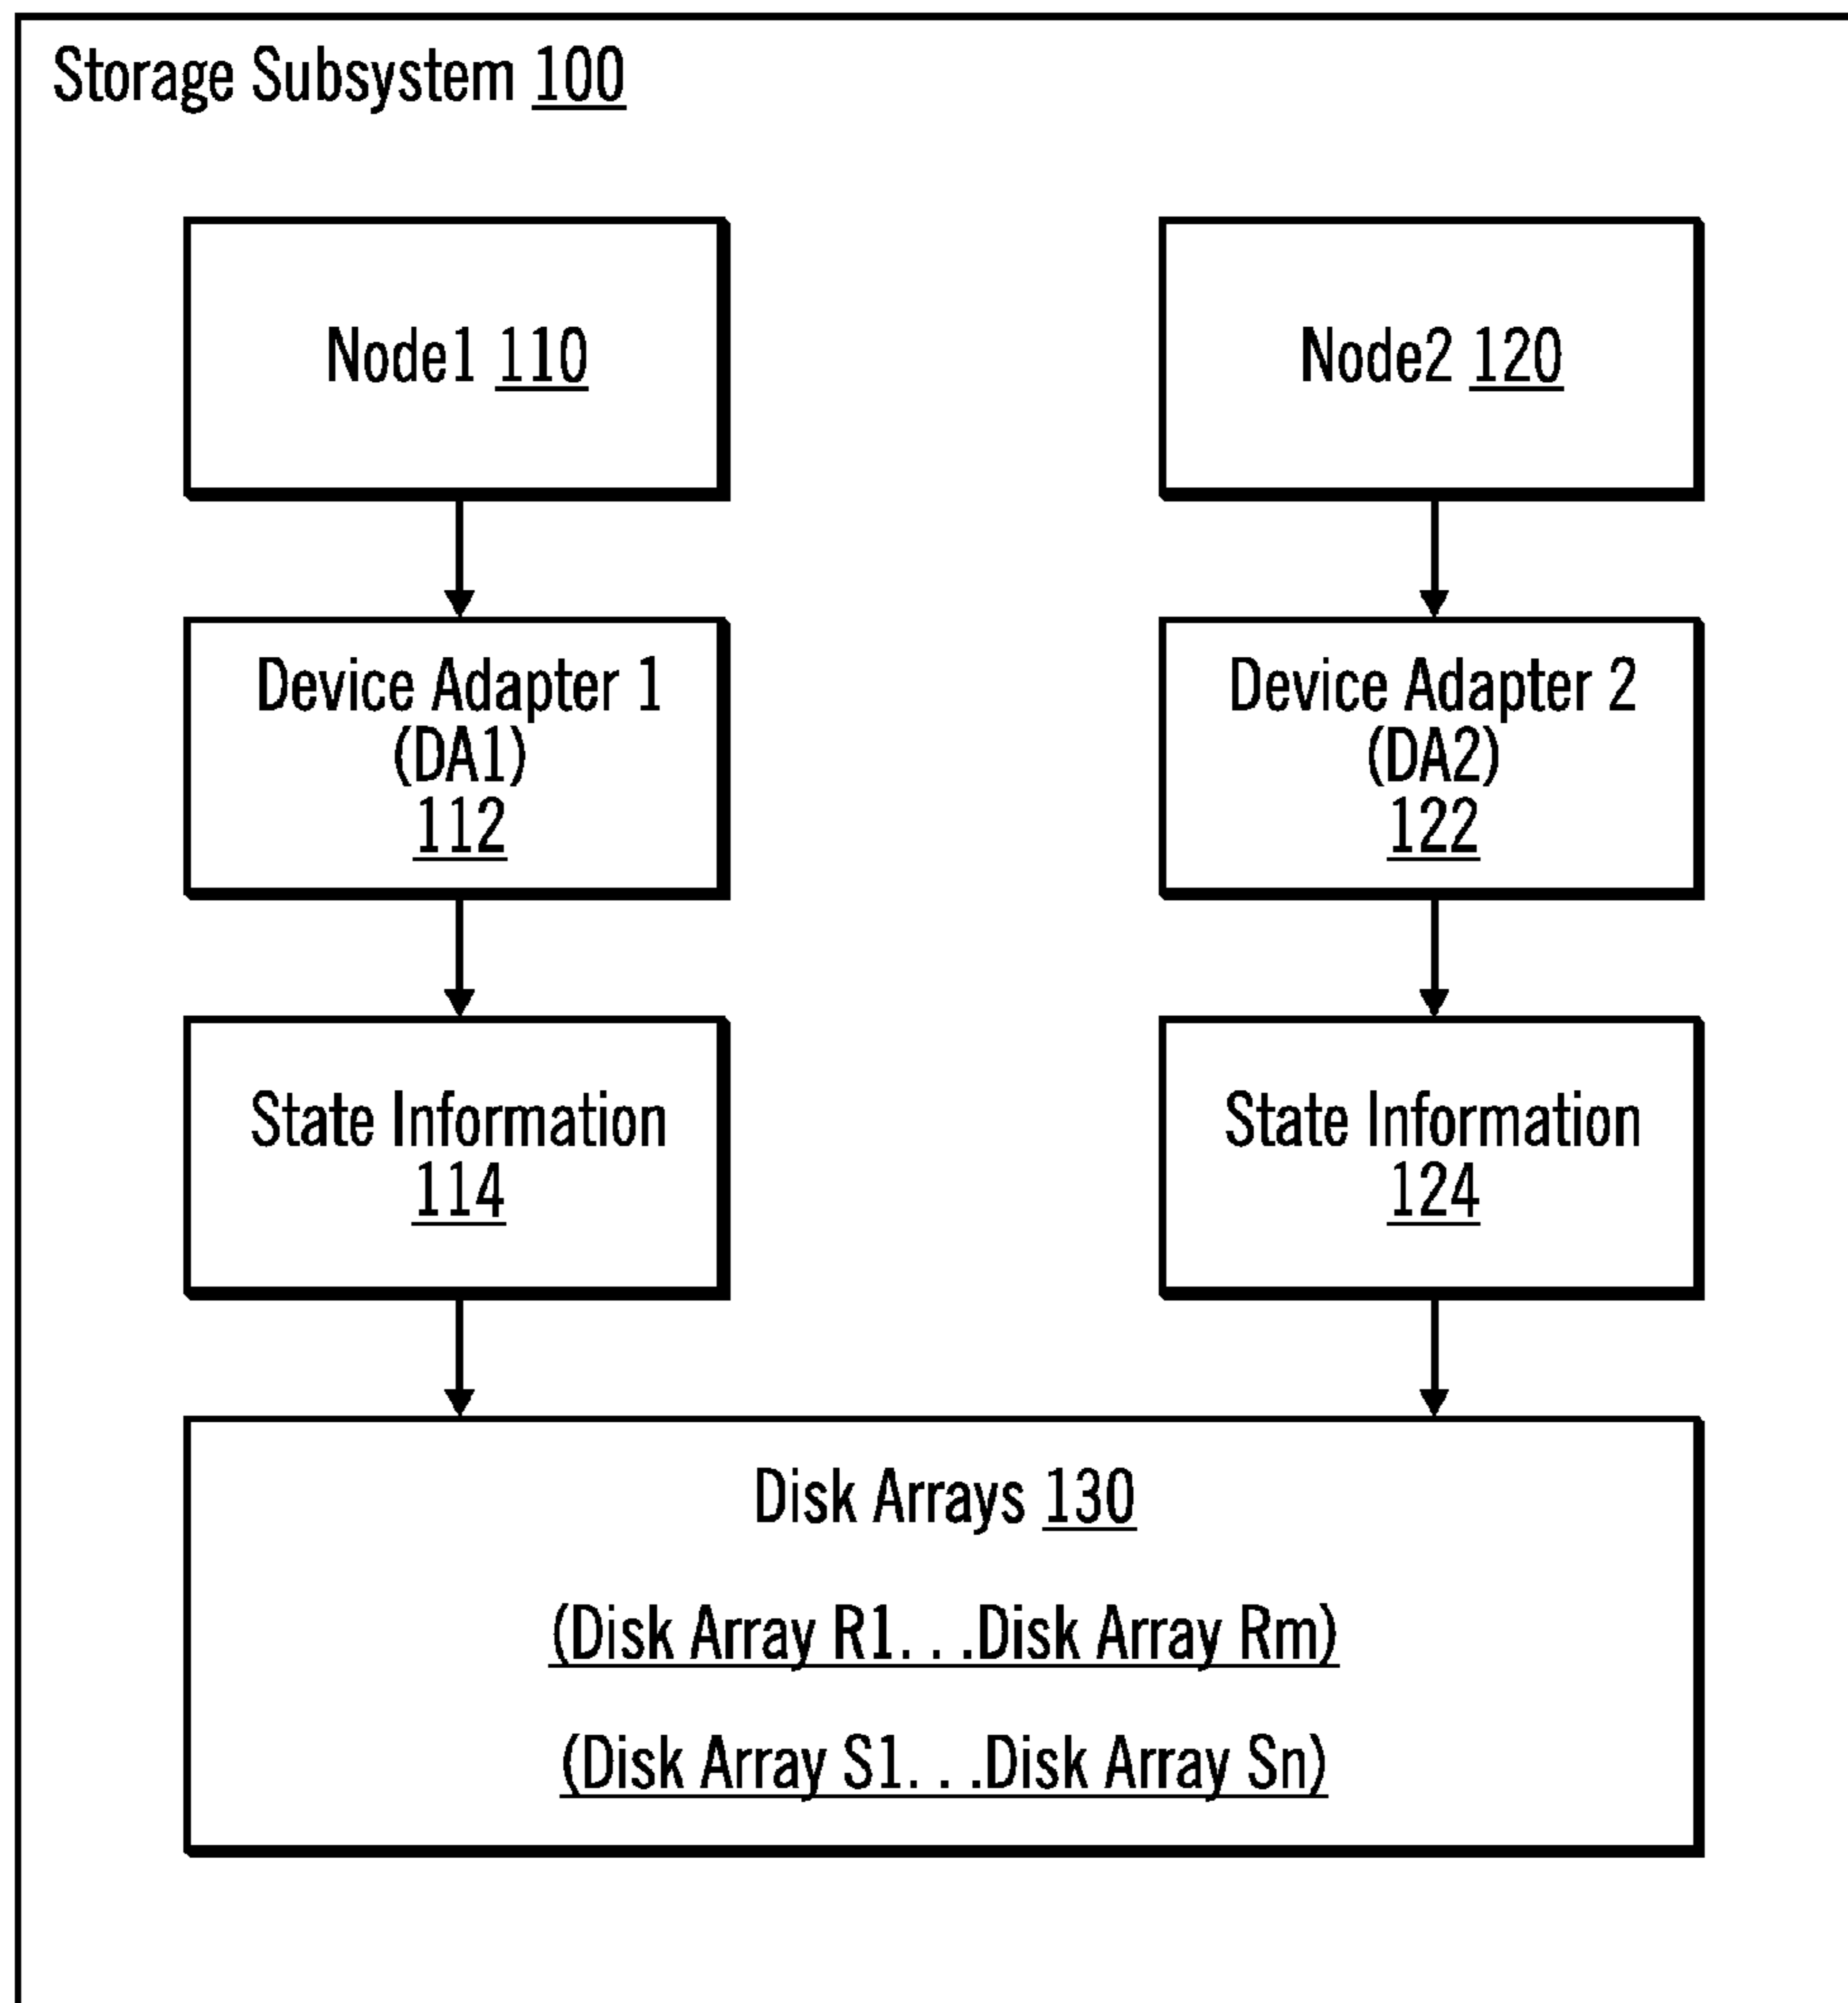 Storage Subsystem 100
Node1 110
Node2 120
Device Adapter 1
(DA1)
112
Device Adapter 2
(DA2)
122
State Information
114
State Information
124
Disk Arrays 130
(Disk Array R1. . .Disk Array Rm)
(Disk Array S1. . .Disk Array Sn)